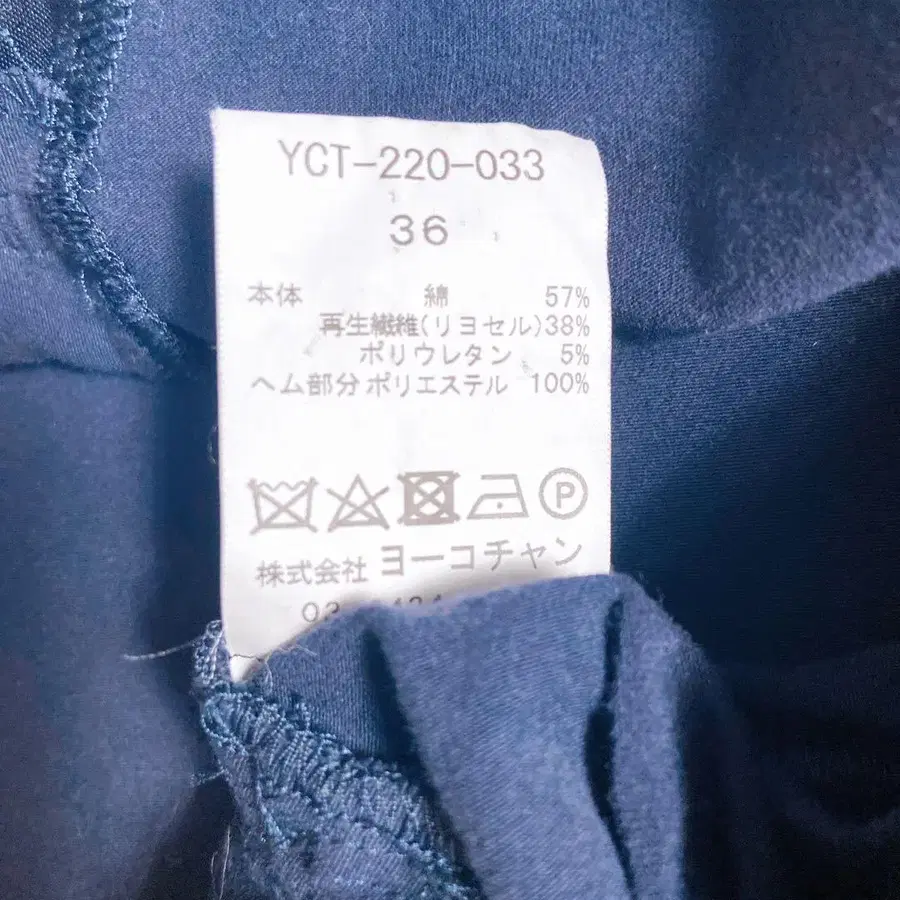 YCT-220-033
36
本体 綿 57%
再生繊維(リヨセル)38%
ポリウレタン 5%
ヘム部分 ポリエステル 100%
P
株式会社 ヨーコチャン
03